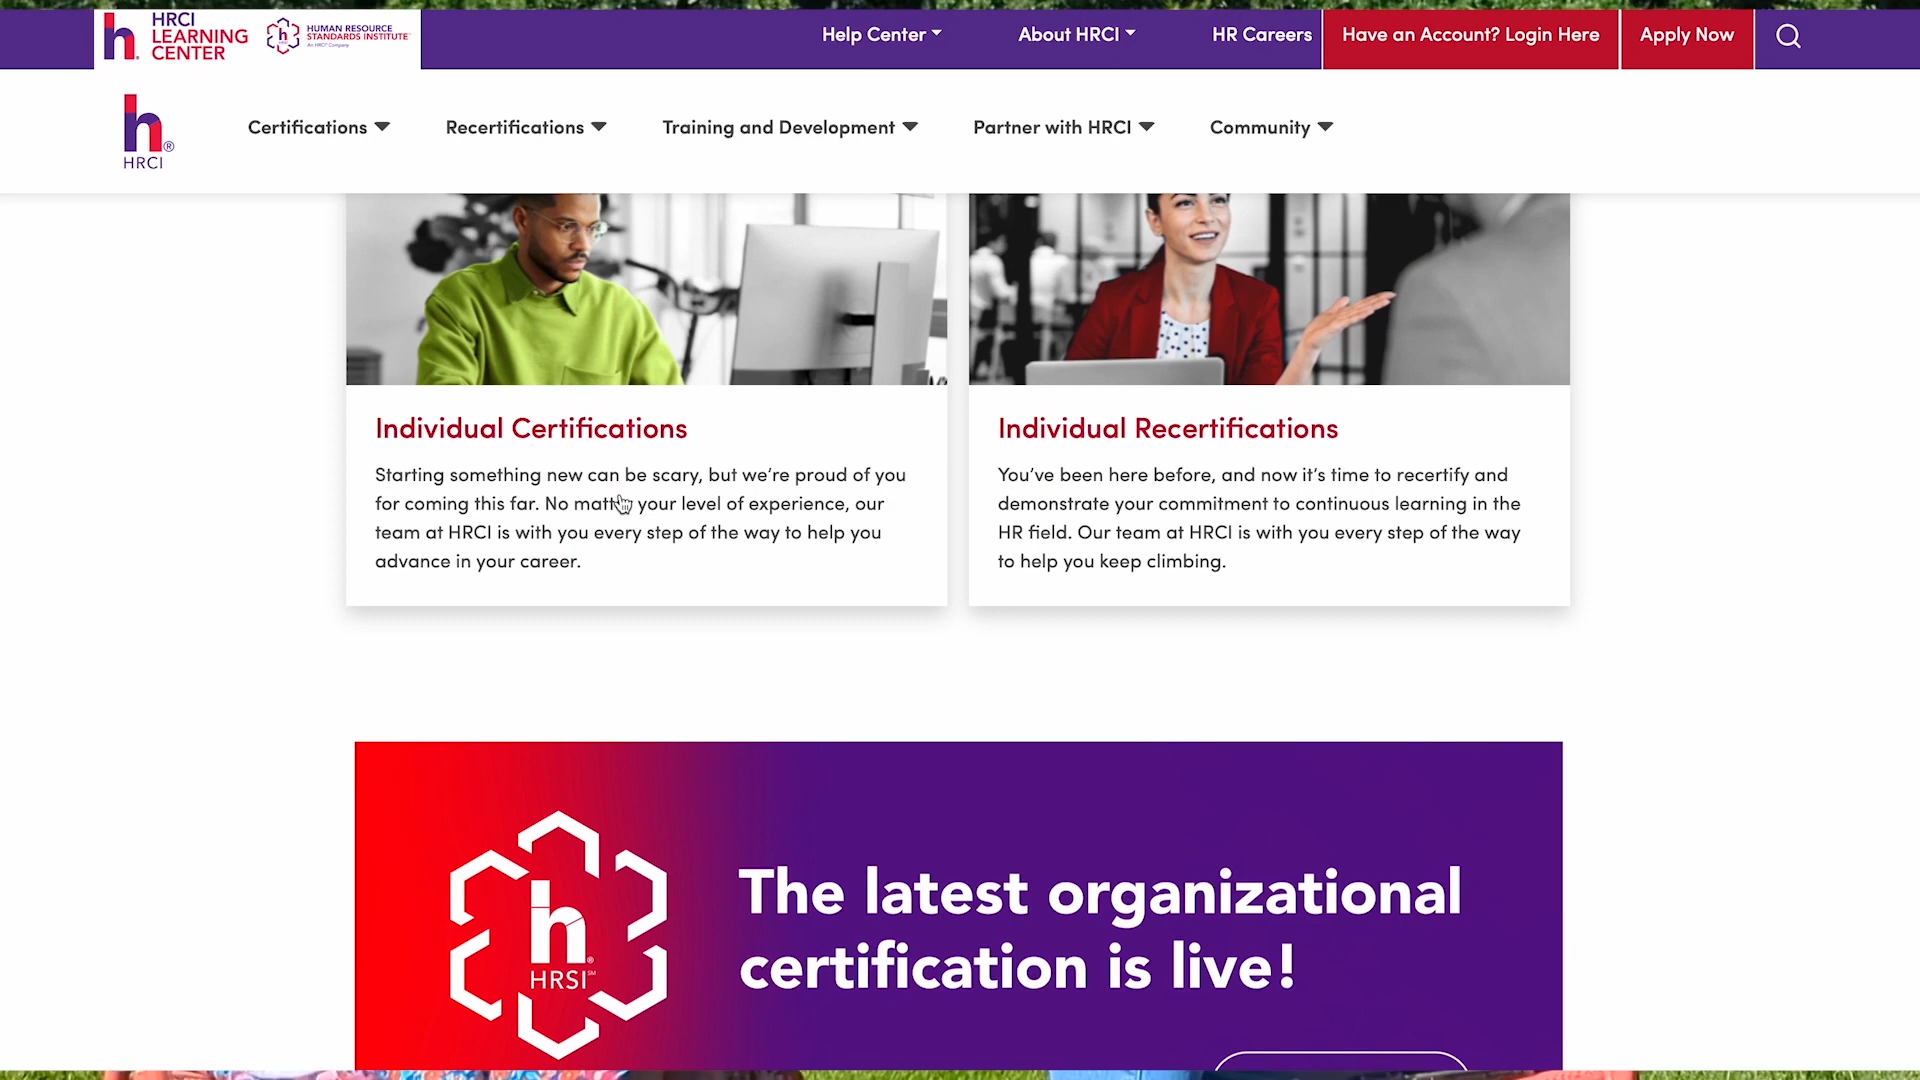 HRCI
LEARNING
CENTER
HUMAN RESOURCE
STANDARDS INSTITUTE
An HRCI Company
Help Center
About HRCI
HR Careers
Have an Account? Login Here
Apply Now
h®
HRCI
Certifications
Recertifications
Training and Development
Partner with HRCI
Community
Individual Certifications
Starting something new can be scary, but we're proud of you
for coming this far. No matt your level of experience, our
team at HRCI is with you every step of the way to help you
advance in your career.
Individual Recertifications
You've been here before, and now it's time to recertify and
demonstrate your commitment to continuous learning in the
HR field. Our team at HRCI is with you every step of the way
to help you keep climbing.
h®
HRSI℠
The latest organizational
certification is live!